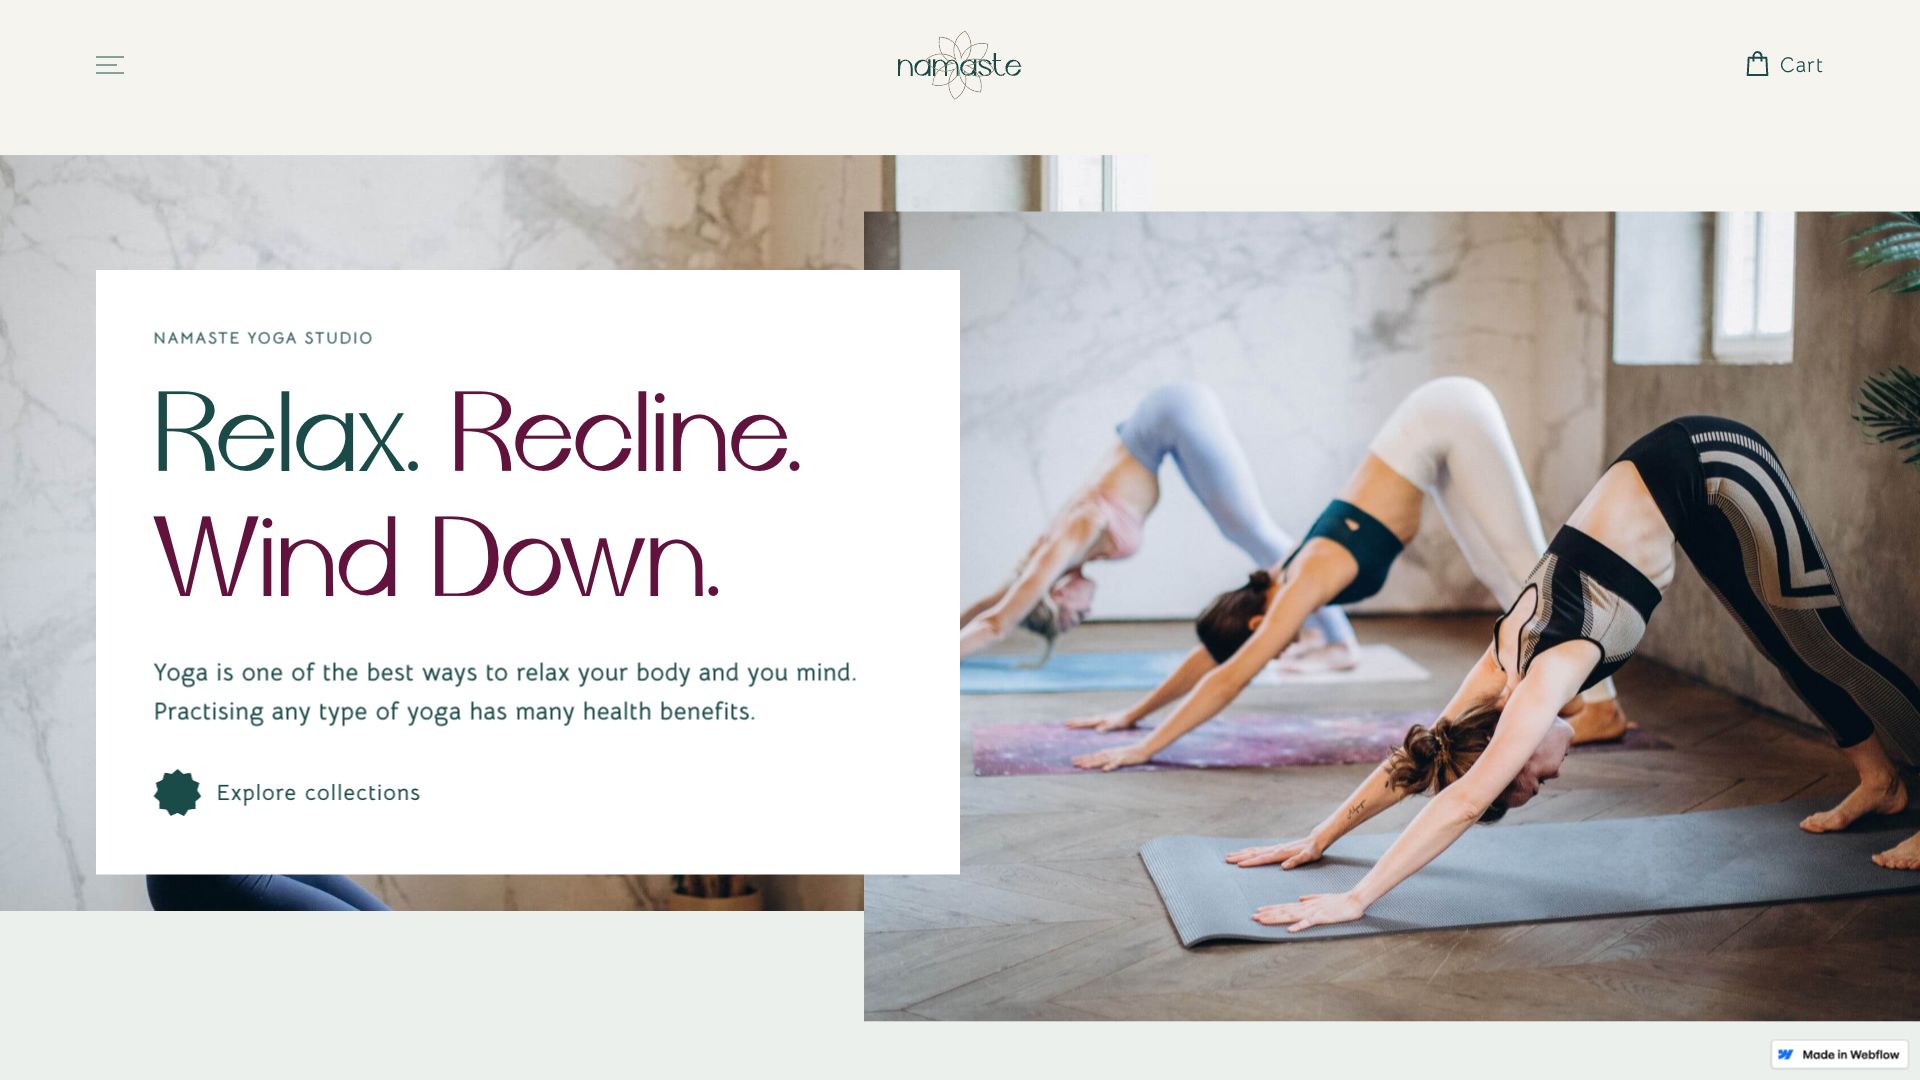 namaste
Cart
NAMASTE YOGA STUDIO
Relax. Recline.
Wind Down.
Yoga is one of the best ways to relax your body and you mind.
Practising any type of yoga has many health benefits.
Explore collections
Made in Webflow